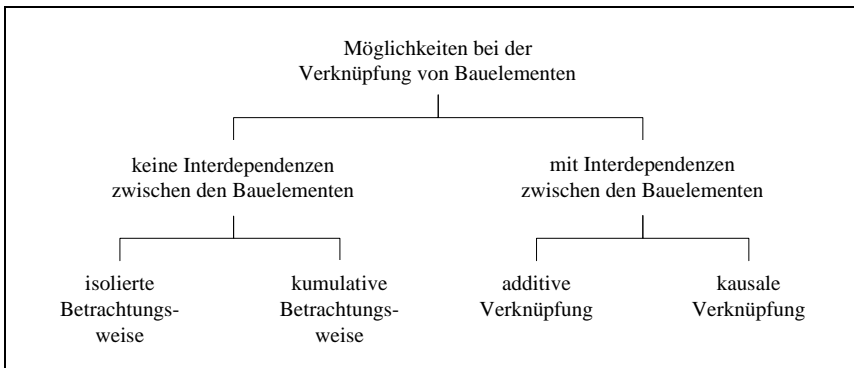 Möglichkeiten bei der
Verknüpfung von Bauelementen
keine Interdependenzen
zwischen den Bauelementen
mit Interdependenzen
zwischen den Bauelementen
isolierte
Betrachtungs-
weise
kumulative
Betrachtungs-
weise
additive
Verknüpfung
kausale
Verknüpfung